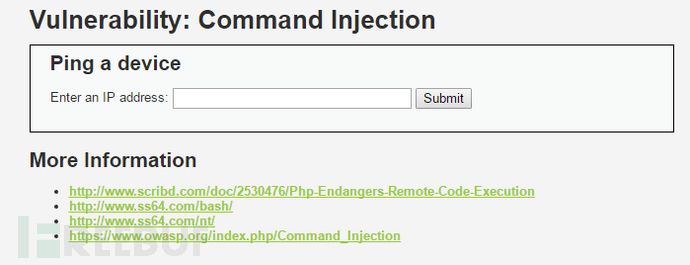 Vulnerability: Command Injection
Ping a device
Enter an IP address:
Submit
More Information
http://www.scribd.com/doc/2530476/Php-Endangers-Remote-Code-Execution
http://www.ss64.com/bash/
http://www.ss64.com/nt/
https://www.owasp.org/index.php/Command_Injection
FREEBUF